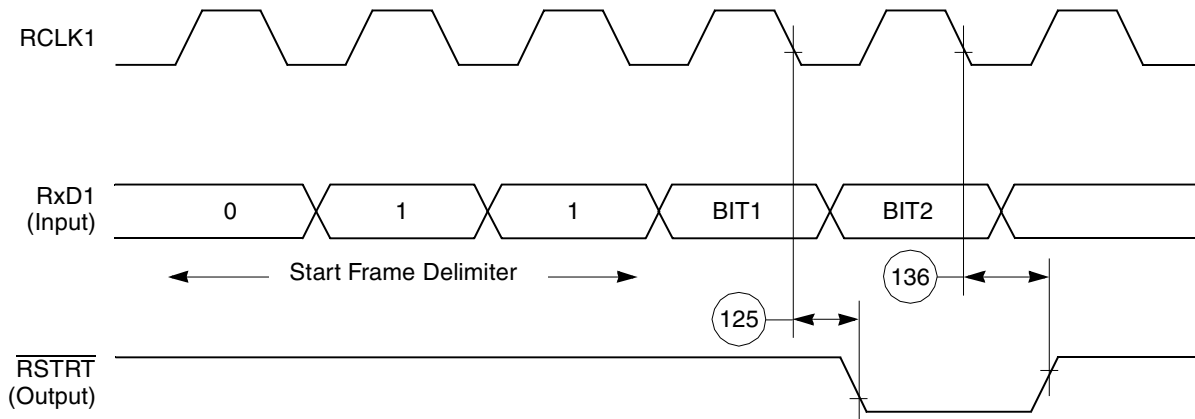 RCLK1
RxD1
(Input)
0 1 1 BIT1 BIT2
Start Frame Delimiter
136
125
RSTRT
(Output)